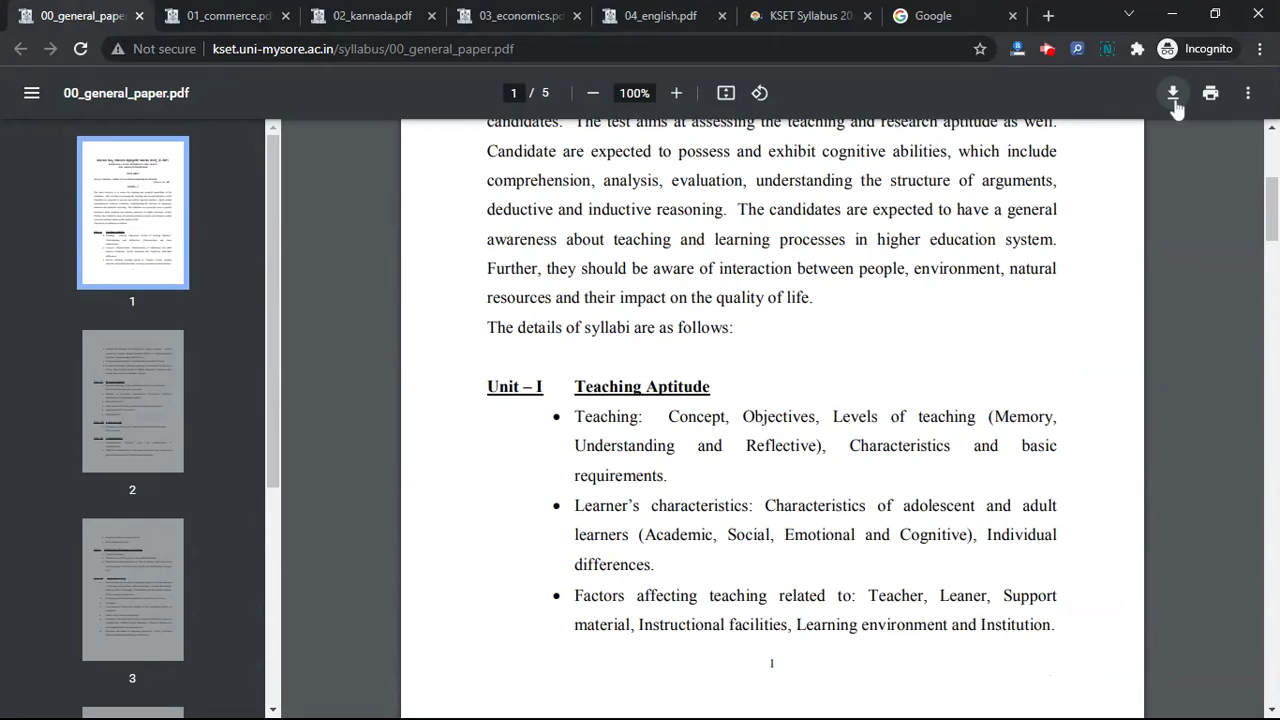 00_general_pape
01_commerce.pd
02_kannada.pdf
03_economics.pd
04_english.pdf
KSET Syllabus 20
Google
Not secure
kset.uni-mysore.ac.in/syllabus/00_general_paper.pdf
Incognito
00_general_paper.pdf
1 / 5
100%
candidates. The test aims at assessing the teaching and research aptitude as well.
Candidate are expected to possess and exhibit cognitive abilities, which include
analysis, evaluation, understanding the structure of arguments,
deductive and inductive reasoning. The candidates are expected to have a general
awareness about teaching and learning processes in higher education system.
Further, they should be aware of interaction between people, environment, natural
resources and their impact on the quality of life.
The details of syllabi are as follows:
Unit – I Teaching Aptitude
• Teaching: Concept, Objectives, Levels of teaching (Memory,
Understanding and Reflective), Characteristics and basic
requirements.
• Learner's characteristics: Characteristics of adolescent and adult
learners (Academic, Social, Emotional and Cognitive), Individual
differences.
• Factors affecting teaching related to: Teacher, Leaner, Support
material, Instructional facilities, Learning environment and Institution.
1
1
2
3